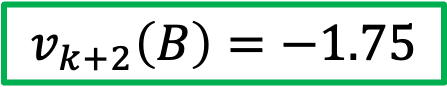 v_{k+2}(B) = −1.75